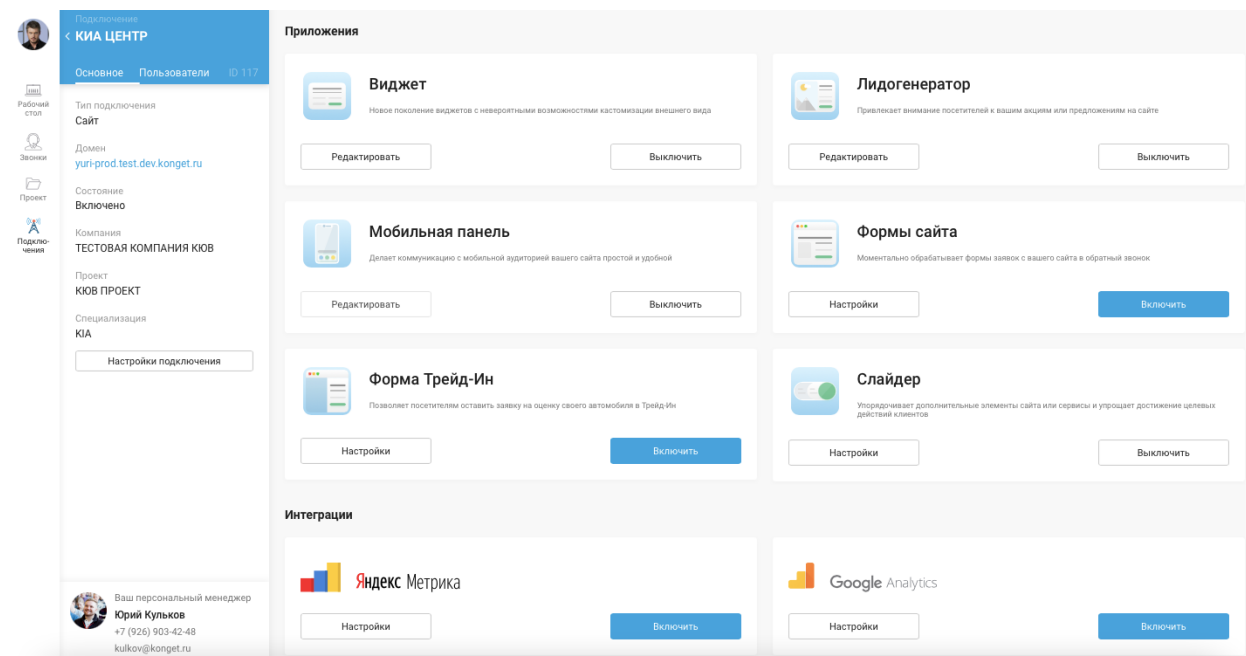 Рабочий
стол
Звонки
Проект
Подклю-
чения
Подключение
КИА ЦЕНТР
Основное Пользователи ID 117
Тип подключения
Сайт
Домен
yuri-prod.test.dev.konget.ru
Состояние
Включено
Компания
ТЕСТОВАЯ КОМПАНИЯ КЮВ
Проект
КЮВ ПРОЕКТ
Специализация
KIA
Настройки подключения
Ваш персональный менеджер
Юрий Кульков
+7 (926) 903-42-48
kulkov@konget.ru
Приложения
Виджет
Новое поколение виджетов с невероятными возможностями кастомизации внешнего вида
Редактировать Выключить
Лидогенератор
Привлекает внимание посетителей к вашим акциям или предложениям на сайте
Редактировать Выключить
Мобильная панель
Делает коммуникацию с мобильной аудиторией вашего сайта простой и удобной
Редактировать Выключить
Формы сайта
Моментально обрабатывает формы заявок с вашего сайта в обратный звонок
Настройки Включить
Форма Трейд-Ин
Позволяет посетителям оставить заявку на оценку своего автомобиля в Трейд-Ин
Настройки Включить
Слайдер
Упорядочивает дополнительные элементы сайта или сервисы и упрощает достижение целевых
действий клиентов
Настройки Выключить
Интеграции
Яндекс Метрика
Настройки Включить
Google Analytics
Настройки Включить